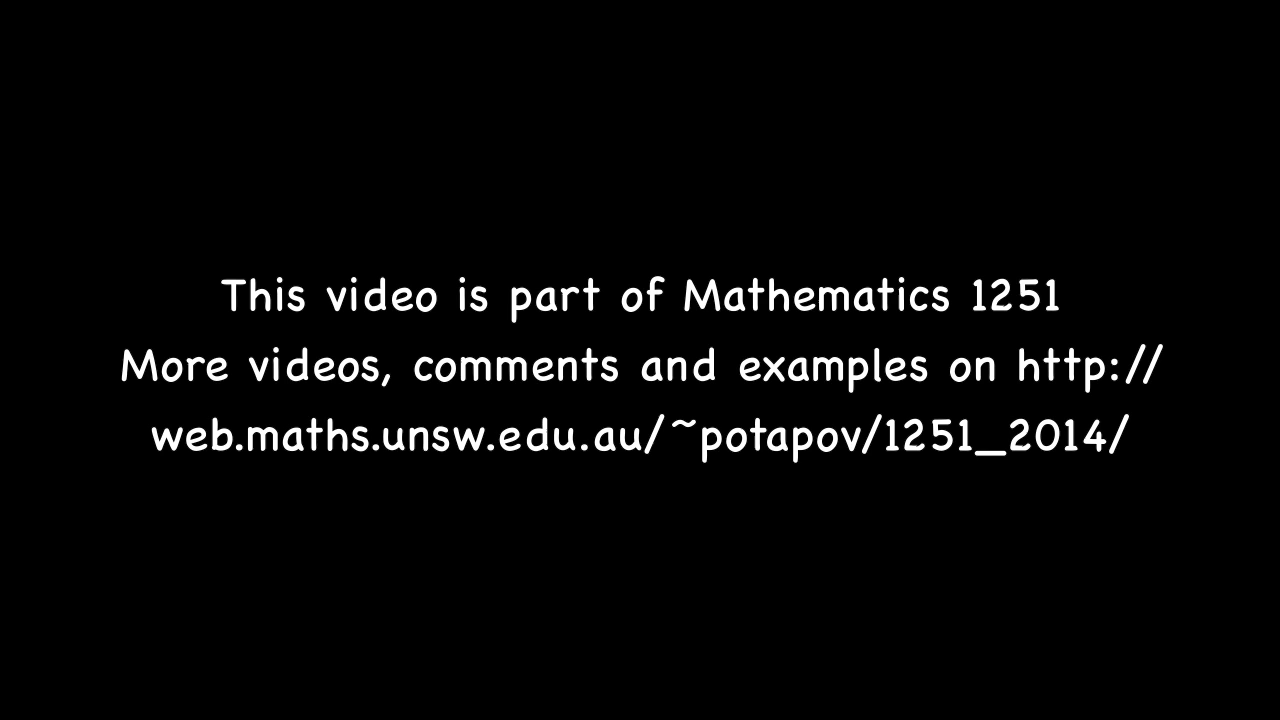 This video is part of Mathematics 1251
More videos, comments and examples on http://
web.maths.unsw.edu.au/~potapov/1251_2014/